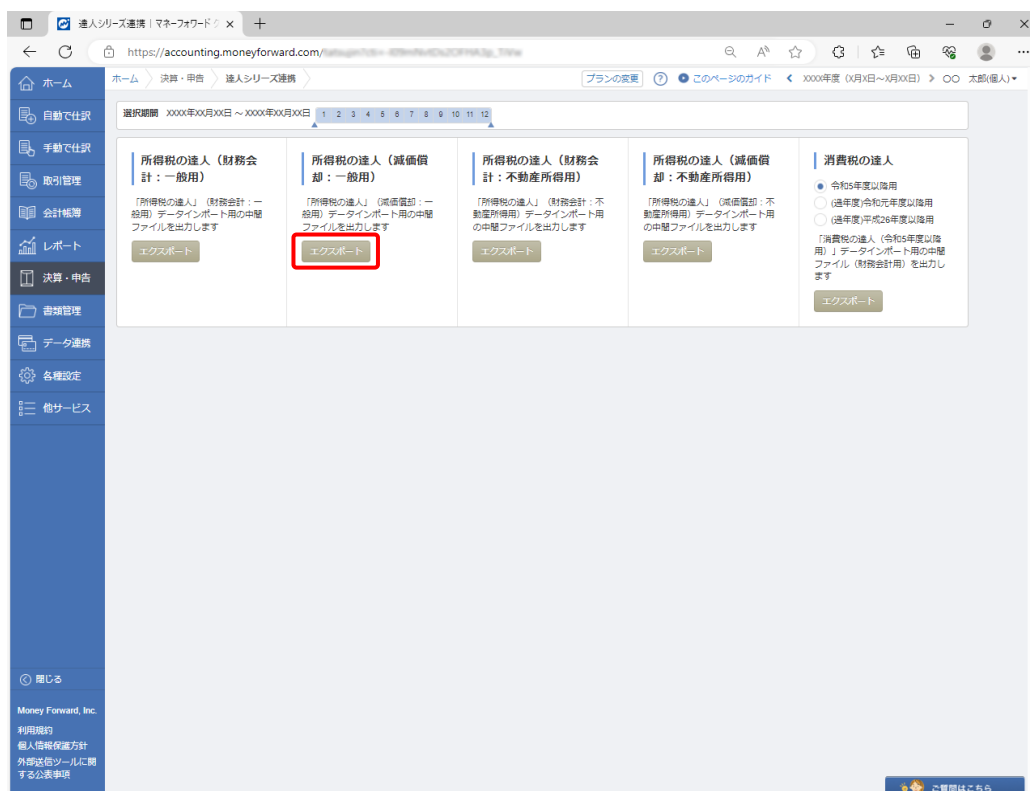 達人シリーズ連携 | マネーフォワード ク
https://accounting.moneyforward.com/
ホーム
自動で仕訳
手動で仕訳
取引管理
会計帳簿
レポート
決算・申告
書類管理
データ連携
各種設定
他サービス
閉じる
Money Forward, Inc.
利用規約
個人情報保護方針
外部送信ツールに関
する公表事項
ホーム 決算・申告 達人シリーズ連携
プランの変更 ? このページのガイド XXXX年度（X月X日～X月XX日） 〇〇 太郎(個人)
選択期間 XXXX年XX月XX日 ～ XXXX年XX月XX日 1 2 3 4 5 6 7 8 9 10 11 12
所得税の達人（財務会
計：一般用）
「所得税の達人」（財務会計：一
般用）データインポート用の中間
ファイルを出力します
エクスポート
所得税の達人（減価償
却：一般用）
「所得税の達人」（減価償却：一
般用）データインポート用の中間
ファイルを出力します
エクスポート
所得税の達人（財務会
計：不動産所得用）
「所得税の達人」（財務会計：不
動産所得用）データインポート用
の中間ファイルを出力します
エクスポート
所得税の達人（減価償
却：不動産所得用）
「所得税の達人」（減価償却：不
動産所得用）データインポート用
の中間ファイルを出力します
エクスポート
消費税の達人
令和5年度以降用
(過年度)令和元年度以降用
(過年度)平成26年度以降用
「消費税の達人（令和5年度以降
用）」データインポート用の中間
ファイル（財務会計用）を出力し
ます
エクスポート
ご質問はこちら